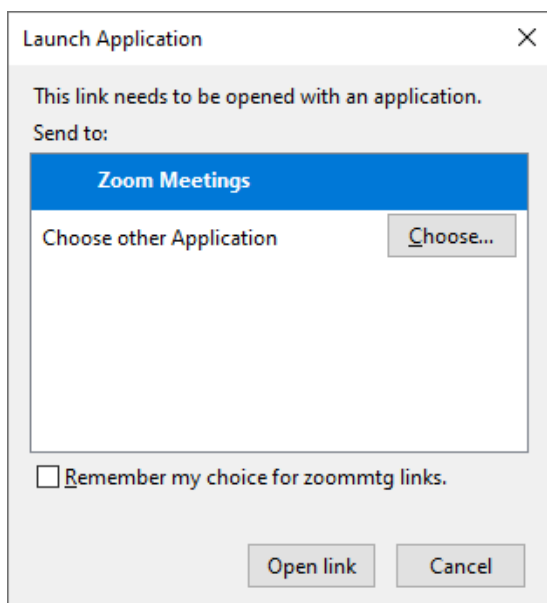 Launch Application
This link needs to be opened with an application.
Send to:
Zoom Meetings
Choose other Application
Choose...
Remember my choice for zoommtg links.
Open link
Cancel